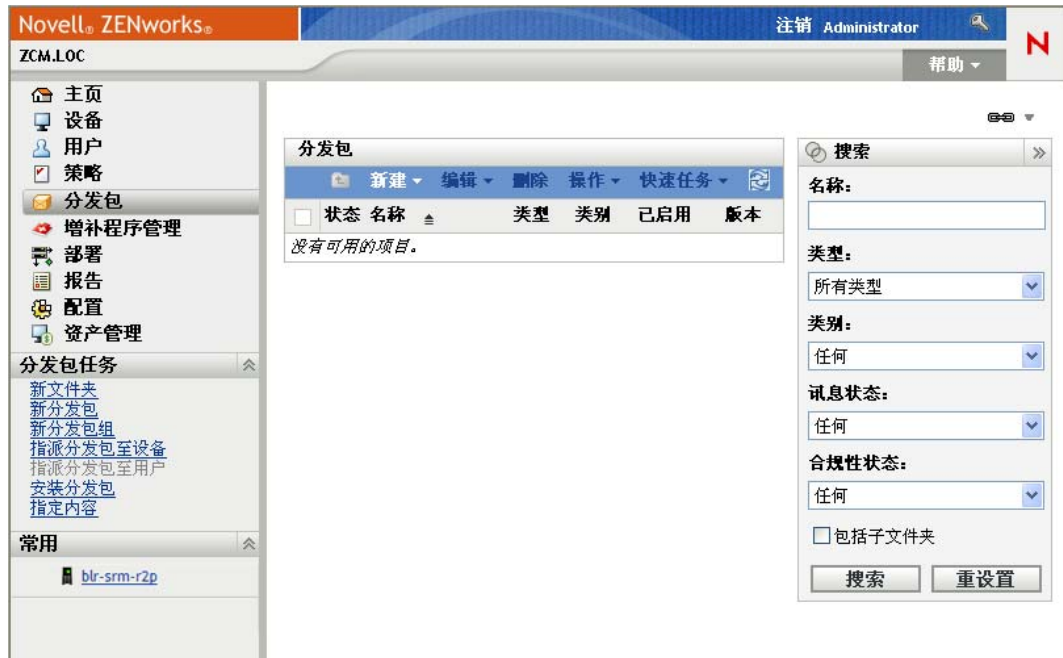 Novell® ZENworks®
注销 Administrator
N
ZCM.LOC
帮助
主页
设备
用户
策略
分发包
增补程序管理
部署
报告
配置
资产管理
分发包任务
新文件夹
新分发包
新分发包组
指派分发包至设备
指派分发包至用户
安装分发包
指定内容
常用
blr-srm-r2p
分发包
新建 编辑 删除 操作 快速任务
状态 名称 类型 类别 已启用 版本
没有可用的项目。
搜索
名称：
类型：
所有类型
类别：
任何
讯息状态：
任何
合规性状态：
任何
包括子文件夹
搜索 重设置